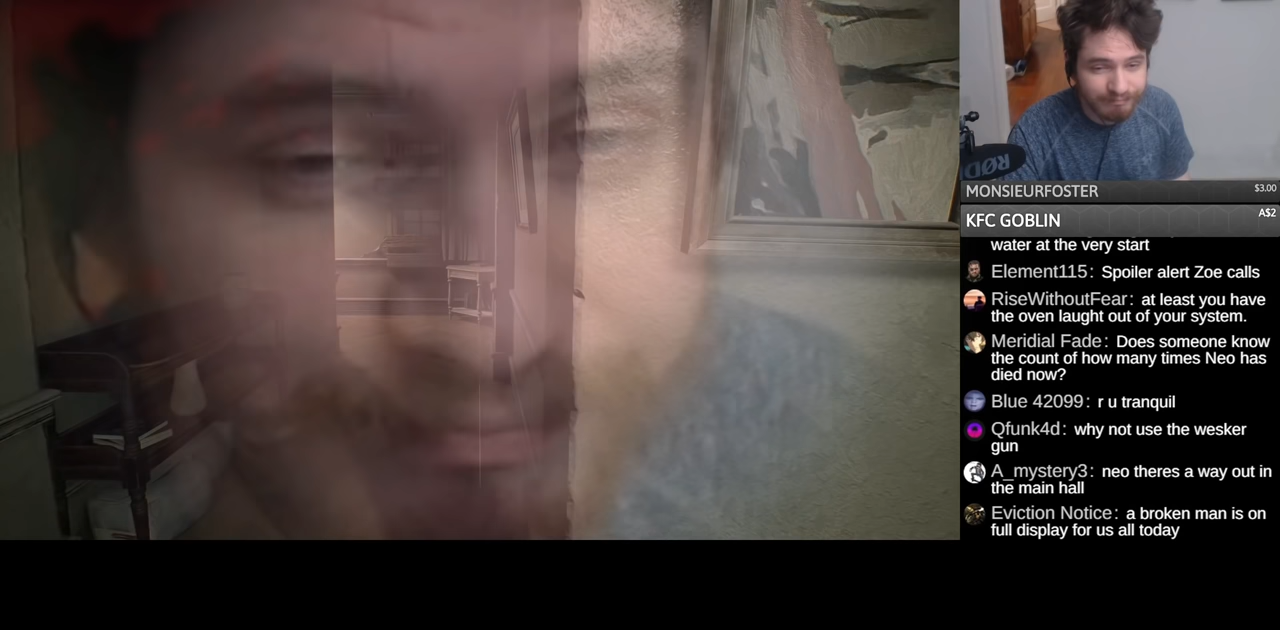 RØDE
MONSIEURFOSTER
$3.00
KFC GOBLIN
A$2
water at the very start
Element115: Spoiler alert Zoe calls
RiseWithoutFear: at least you have
the oven laught out of your system.
Meridial Fade: Does someone know
the count of how many times Neo has
died now?
Blue 42099: r u tranquil
Qfunk4d: why not use the wesker
gun
A_mystery3: neo theres a way out in
the main hall
Eviction Notice: a broken man is on
full display for us all today